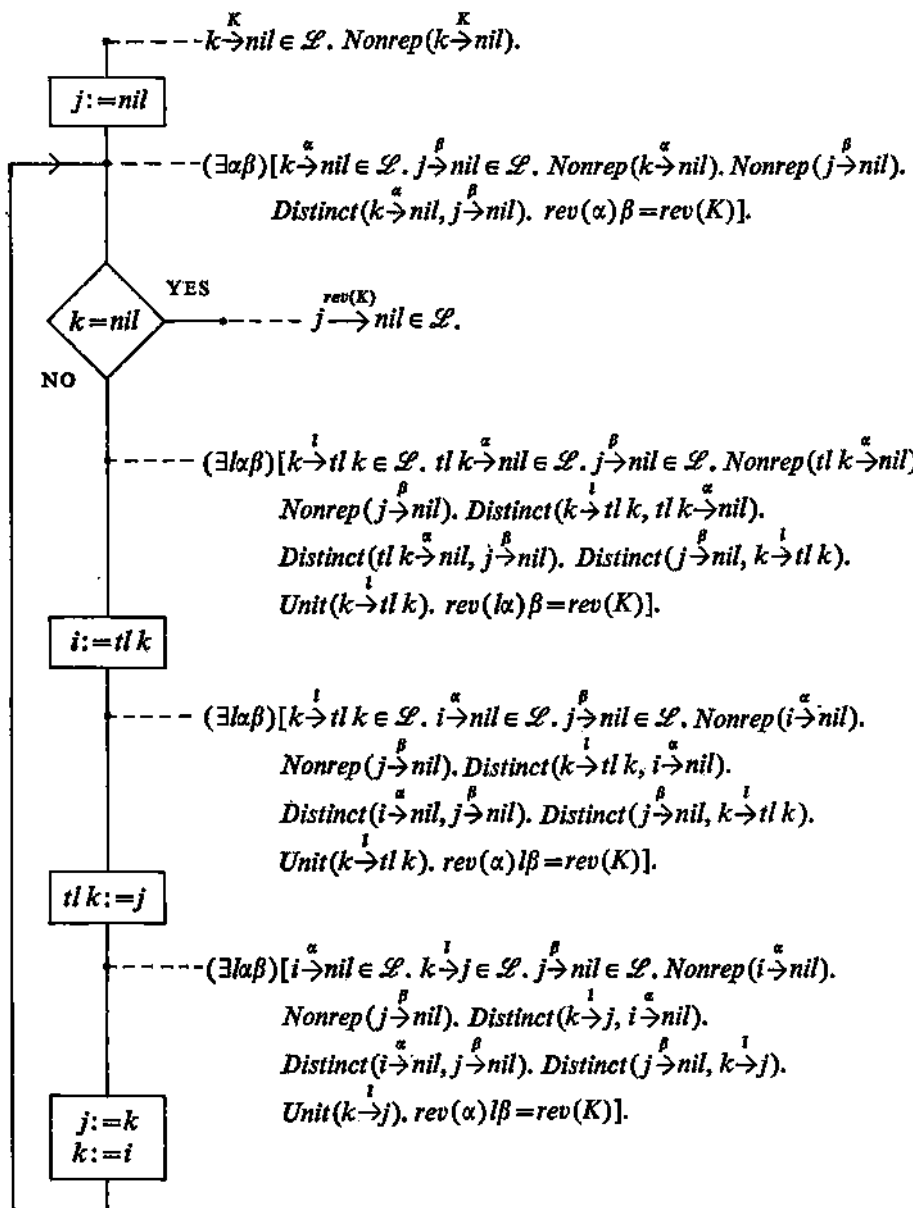 k →^K nil ∈ ℒ. Nonrep(k →^K nil).
j:=nil
(∃αβ)[k →^α nil ∈ ℒ. j →^β nil ∈ ℒ. Nonrep(k →^α nil). Nonrep(j →^β nil).
Distinct(k →^α nil, j →^β nil). rev(α)β=rev(K)].
YES
k=nil
j →^rev(K) nil ∈ ℒ.
NO
(∃lαβ)[k →^l tl k ∈ ℒ. tl k →^α nil ∈ ℒ. j →^β nil ∈ ℒ. Nonrep(tl k →^α nil)
Nonrep(j →^β nil). Distinct(k →^l tl k, tl k →^α nil).
Distinct(tl k →^α nil, j →^β nil). Distinct(j →^β nil, k →^l tl k).
Unit(k →^l tl k). rev(lα)β=rev(K)].
i:=tl k
(∃lαβ)[k →^l tl k ∈ ℒ. i →^α nil ∈ ℒ. j →^β nil ∈ ℒ. Nonrep(i →^α nil).
Nonrep(j →^β nil). Distinct(k →^l tl k, i →^α nil).
Distinct(i →^α nil, j →^β nil). Distinct(j →^β nil, k →^l tl k).
Unit(k →^l tl k). rev(α)lβ=rev(K)].
tl k:=j
(∃lαβ)[i →^α nil ∈ ℒ. k →^l j ∈ ℒ. j →^β nil ∈ ℒ. Nonrep(i →^α nil).
Nonrep(j →^β nil). Distinct(k →^l j, i →^α nil).
Distinct(i →^α nil, j →^β nil). Distinct(j →^β nil, k →^l j).
Unit(k →^l j). rev(α)lβ=rev(K)].
j:=k
k:=i